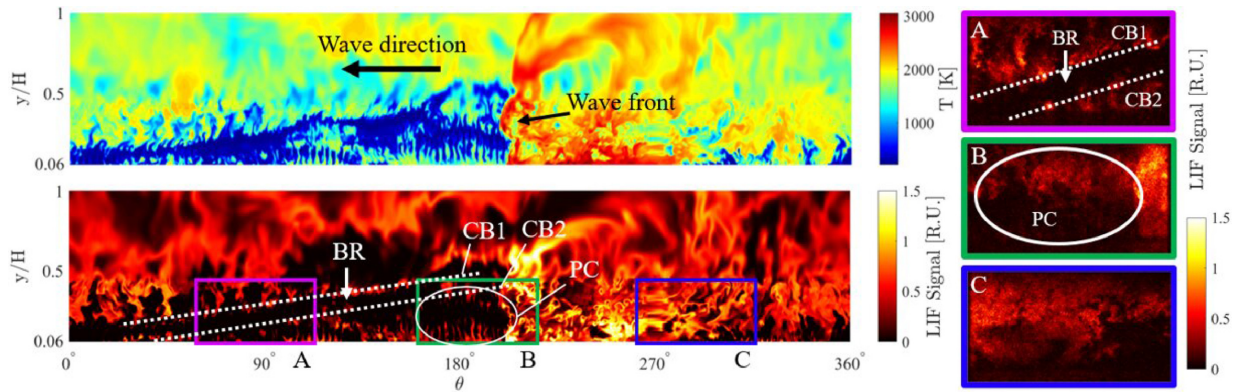 1
y/H
0.5
0.06
Wave direction
Wave front
3000
2000
1000
T [K]
1
y/H
0.5
0.06
BR
CB1
CB2
PC
1.5
1
0.5
0
LIF Signal [R.U.]
0° 90° 180° 270° 360°
A B C
θ
A
BR
CB1
CB2
B
PC
C
LIF Signal [R.U.]
1.5
1
0.5
0